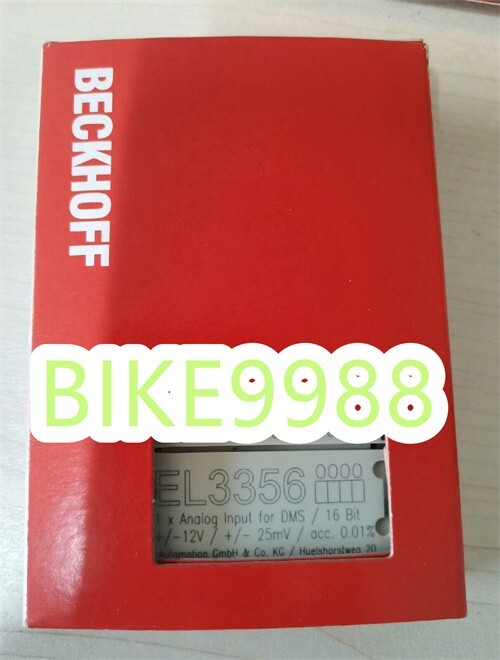 BECKHOFF
BIKE9988
EL3356 0000
1 x Analog Input for DMS / 16 Bit
+/-12V / +/- 25mV / acc. 0.01%
Automation GmbH & Co. KG / Huelshorstweg 20